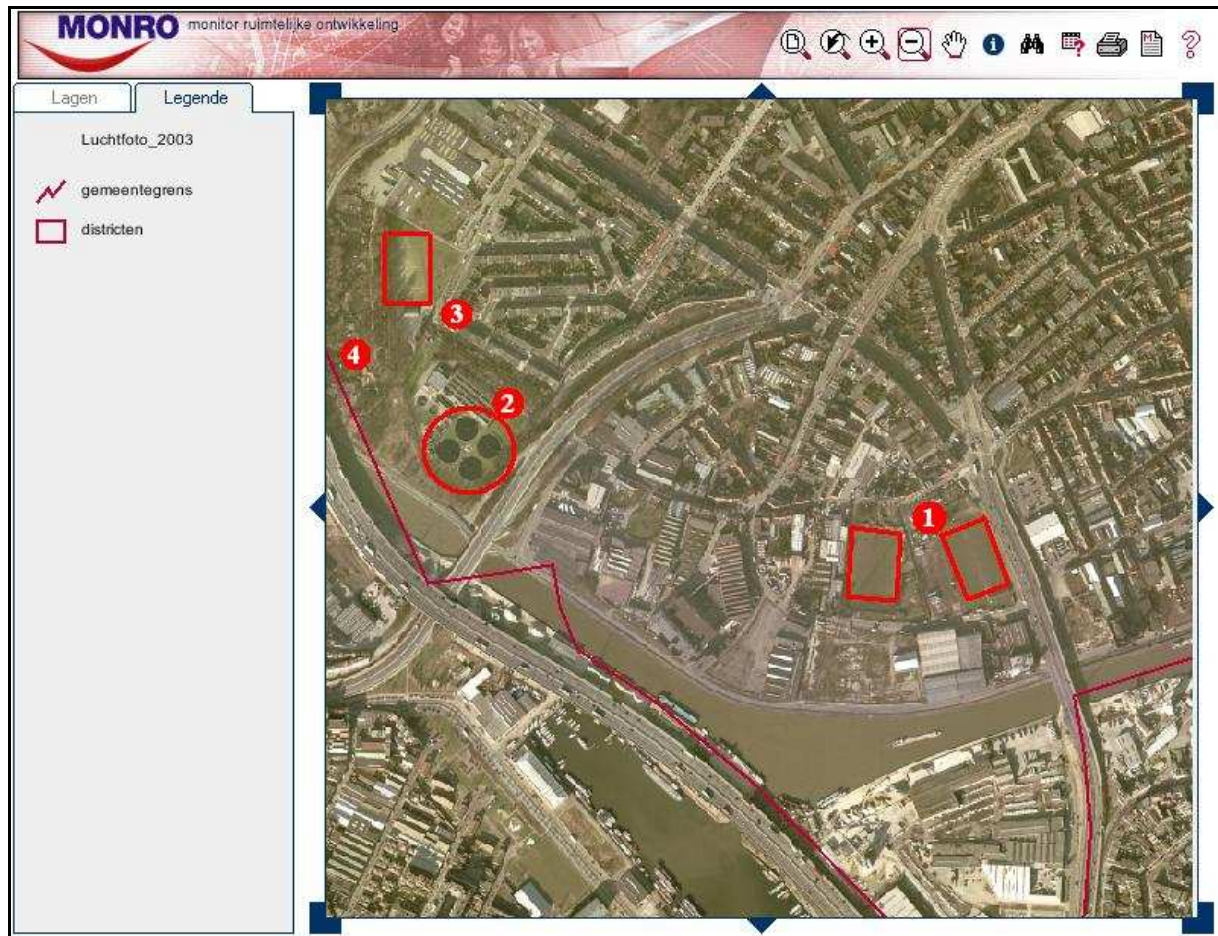 MONRO monitor ruimtelijke ontwikkeling
Lagen Legende
Luchtfoto_2003
gemeentegrens
districten
3
4
2
1